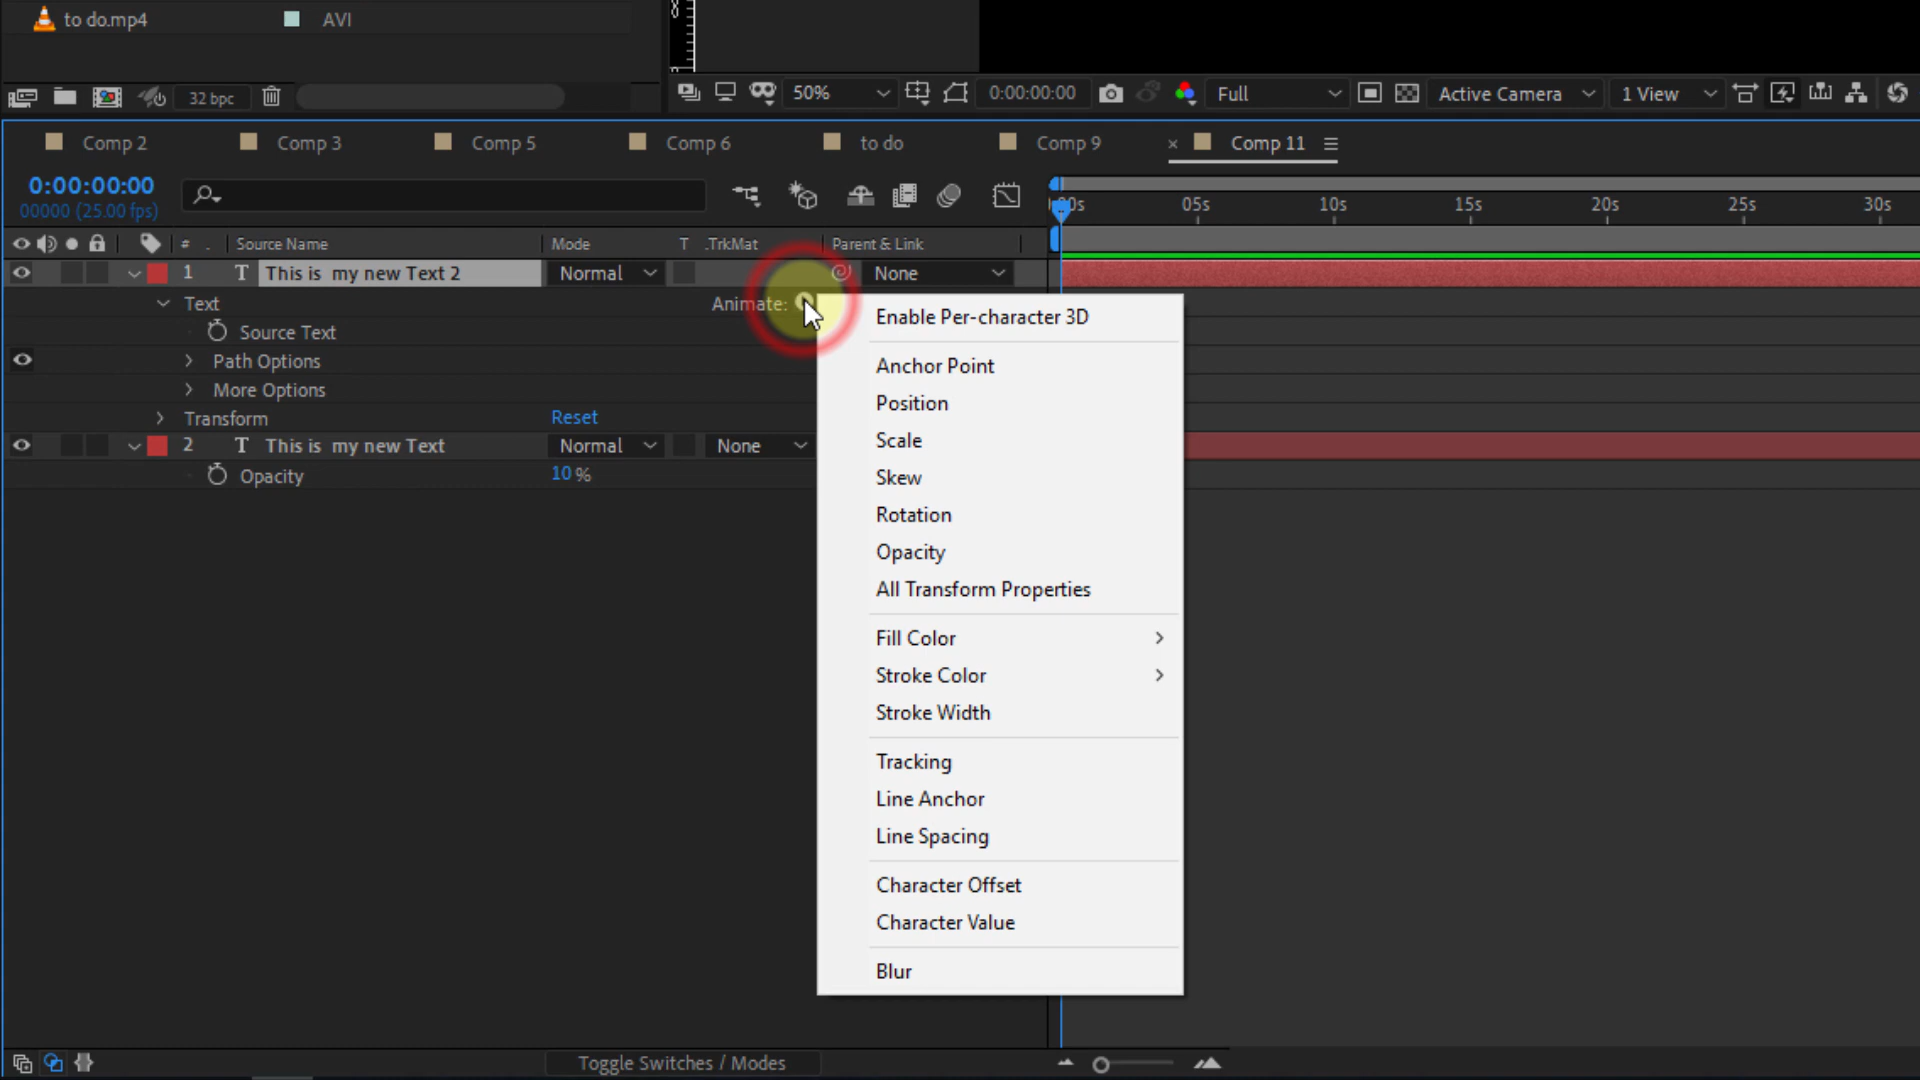 to do.mp4 AVI
32 bpc 50% 0:00:00:00 Full Active Camera 1 View
Comp 2 Comp 3 Comp 5 Comp 6 to do Comp 9 × Comp 11
0:00:00:00
00000 (25.00 fps)
05s 10s 15s 20s 25s 30s
# . Source Name Mode T .TrkMat Parent & Link
1 T This is my new Text 2 Normal None
Text Animate:
Source Text
Path Options
More Options
Transform Reset
2 T This is my new Text Normal None
Opacity 10 %
Enable Per-character 3D
Anchor Point
Position
Scale
Skew
Rotation
Opacity
All Transform Properties
Fill Color
Stroke Color
Stroke Width
Tracking
Line Anchor
Line Spacing
Character Offset
Character Value
Blur
Toggle Switches / Modes